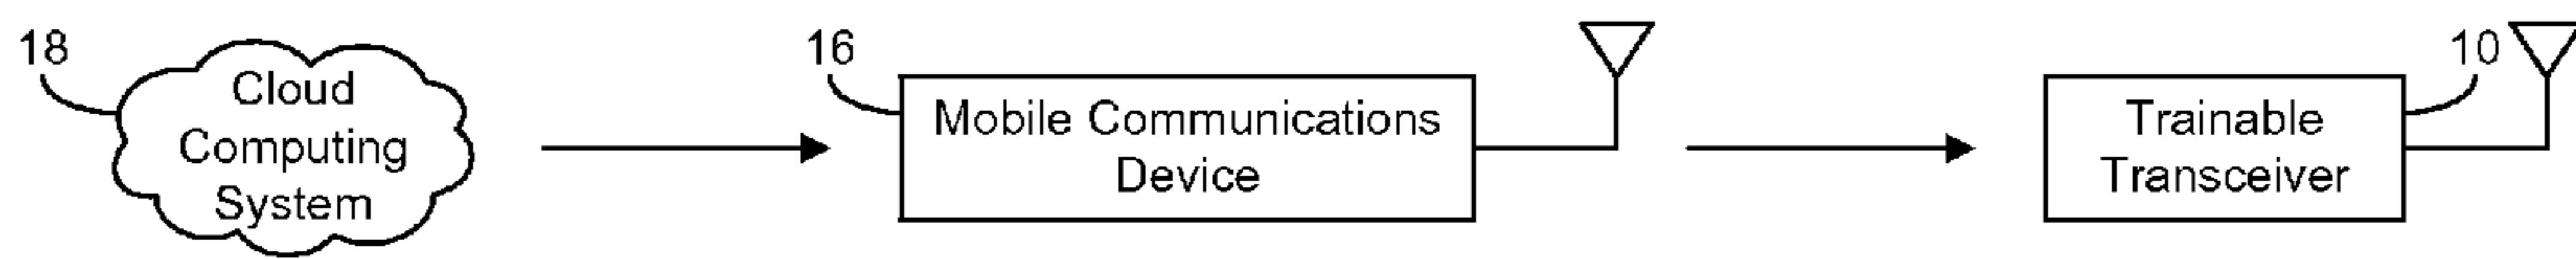 18
Cloud
Computing
System
16
Mobile Communications
Device
10
Trainable
Transceiver